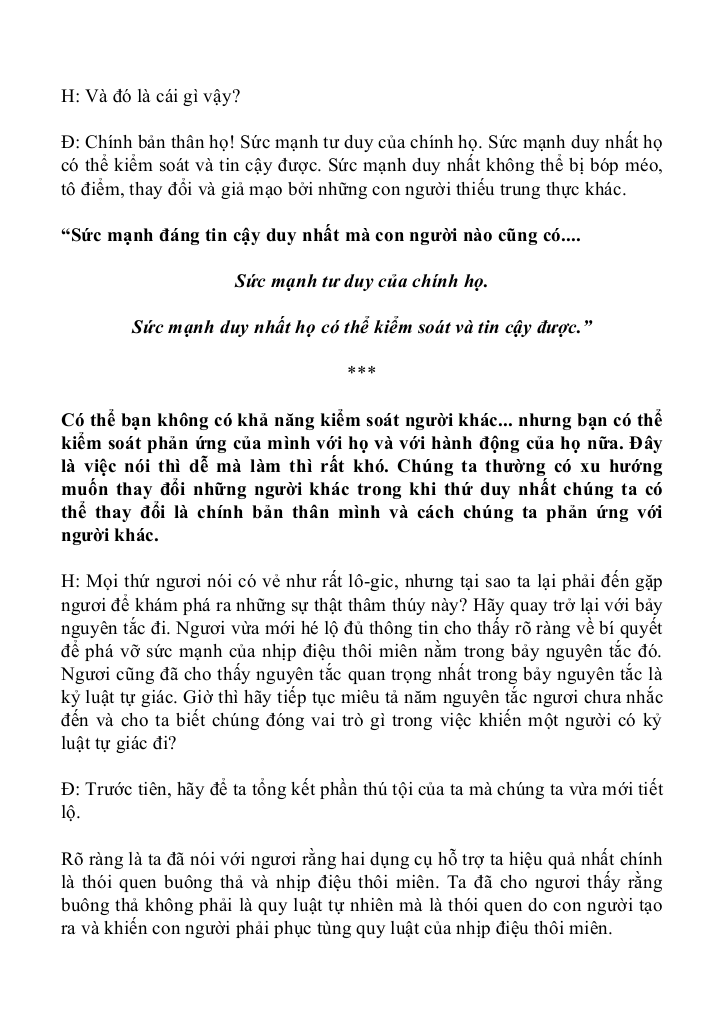 H: Và đó là cái gì vậy?
Đ: Chính bản thân họ! Sức mạnh tư duy của chính họ. Sức mạnh duy nhất họ
có thể kiểm soát và tin cậy được. Sức mạnh duy nhất không thể bị bóp méo,
tô điểm, thay đổi và giả mạo bởi những con người thiếu trung thực khác.
“Sức mạnh đáng tin cậy duy nhất mà con người nào cũng có....
Sức mạnh tư duy của chính họ.
Sức mạnh duy nhất họ có thể kiểm soát và tin cậy được.”
***
Có thể bạn không có khả năng kiểm soát người khác... nhưng bạn có thể
kiểm soát phản ứng của mình với họ và với hành động của họ nữa. Đây
là việc nói thì dễ mà làm thì rất khó. Chúng ta thường có xu hướng
muốn thay đổi những người khác trong khi thứ duy nhất chúng ta có
thể thay đổi là chính bản thân mình và cách chúng ta phản ứng với
người khác.
H: Mọi thứ ngươi nói có vẻ như rất lô-gic, nhưng tại sao ta lại phải đến gặp
ngươi để khám phá ra những sự thật thâm thúy này? Hãy quay trở lại với bảy
nguyên tắc đi. Ngươi vừa mới hé lộ đủ thông tin cho thấy rõ ràng về bí quyết
để phá vỡ sức mạnh của nhịp điệu thôi miên nằm trong bảy nguyên tắc đó.
Ngươi cũng đã cho thấy nguyên tắc quan trọng nhất trong bảy nguyên tắc là
kỷ luật tự giác. Giờ thì hãy tiếp tục miêu tả năm nguyên tắc ngươi chưa nhắc
đến và cho ta biết chúng đóng vai trò gì trong việc khiến một người có kỷ
luật tự giác đi?
Đ: Trước tiên, hãy để ta tổng kết phần thú tội của ta mà chúng ta vừa mới tiết
lộ.
Rõ ràng là ta đã nói với ngươi rằng hai dụng cụ hỗ trợ ta hiệu quả nhất chính
là thói quen buông thả và nhịp điệu thôi miên. Ta đã cho ngươi thấy rằng
buông thả không phải là quy luật tự nhiên mà là thói quen do con người tạo
ra và khiến con người phải phục tùng quy luật của nhịp điệu thôi miên.